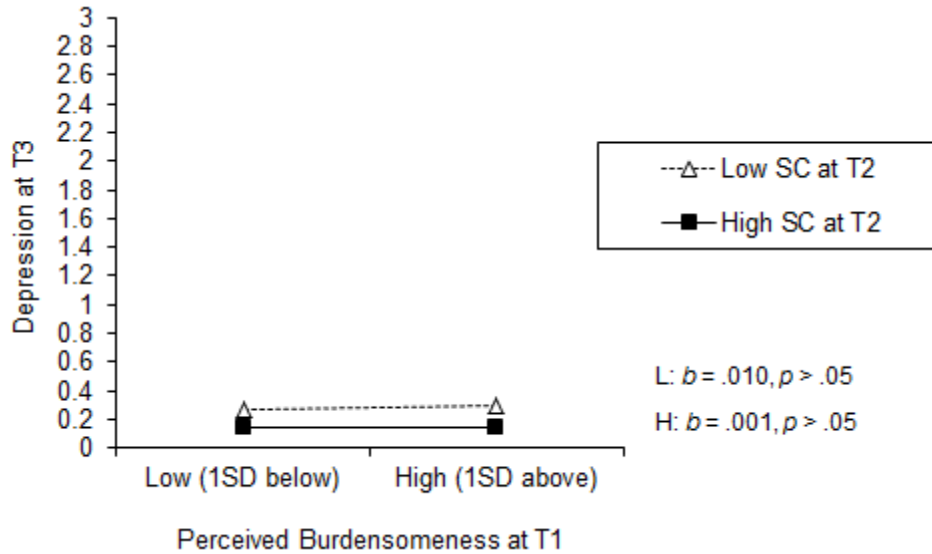 3
2.8
2.6
2.4
2.2
2
1.8
1.6
1.4
1.2
1
0.8
0.6
0.4
0.2
0
Depression at T3
Low (1SD below) High (1SD above)
Perceived Burdensomeness at T1
Low SC at T2
High SC at T2
L: b = .010, p > .05
H: b = .001, p > .05